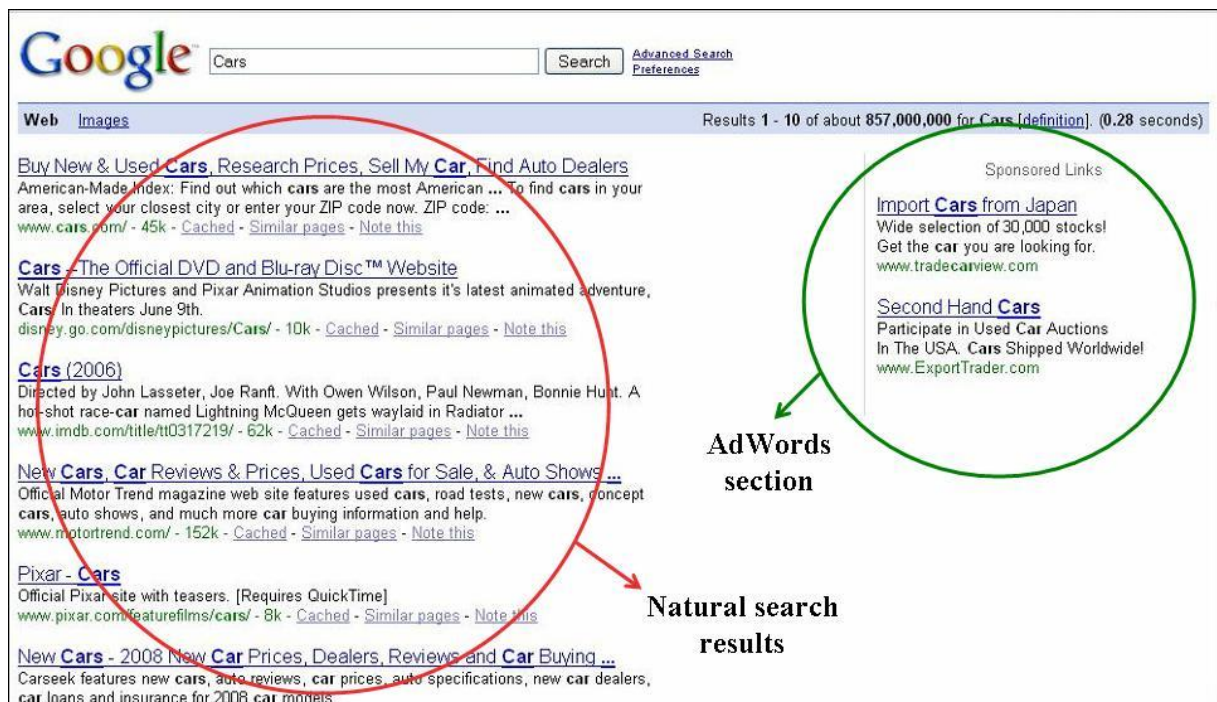 Google™ Cars Search Advanced Search
Preferences
Web Images Results 1 - 10 of about 857,000,000 for Cars [definition]. (0.28 seconds)
Buy New & Used Cars, Research Prices, Sell My Car, Find Auto Dealers
American-Made Index: Find out which cars are the most American ... To find cars in your
area, select your closest city or enter your ZIP code now. ZIP code: ...
www.cars.com/ - 45k - Cached - Similar pages - Note this
Cars --The Official DVD and Blu-ray Disc™ Website
Walt Disney Pictures and Pixar Animation Studios presents it's latest animated adventure,
Cars. In theaters June 9th.
disney.go.com/disneypictures/Cars/ - 10k - Cached - Similar pages - Note this
Cars (2006)
Directed by John Lasseter, Joe Ranft. With Owen Wilson, Paul Newman, Bonnie Hunt. A
hot-shot race-car named Lightning McQueen gets waylaid in Radiator ...
www.imdb.com/title/tt0317219/ - 62k - Cached - Similar pages - Note this
New Cars, Car Reviews & Prices, Used Cars for Sale, & Auto Shows ...
Official Motor Trend magazine web site features used cars, road tests, new cars, concept
cars, auto shows, and much more car buying information and help.
www.motortrend.com/ - 152k - Cached - Similar pages - Note this
Pixar - Cars
Official Pixar site with teasers. [Requires QuickTime]
www.pixar.com/featurefilms/cars/ - 8k - Cached - Similar pages - Note this
New Cars - 2008 New Car Prices, Dealers, Reviews and Car Buying ...
Carseek features new cars, auto reviews, car prices, auto specifications, new car dealers,
car loans and insurance for 2008 car models.
Sponsored Links
Import Cars from Japan
Wide selection of 30,000 stocks!
Get the car you are looking for.
www.tradecarview.com
Second Hand Cars
Participate in Used Car Auctions
In The USA. Cars Shipped Worldwide!
www.ExportTrader.com
AdWords
section
Natural search
results